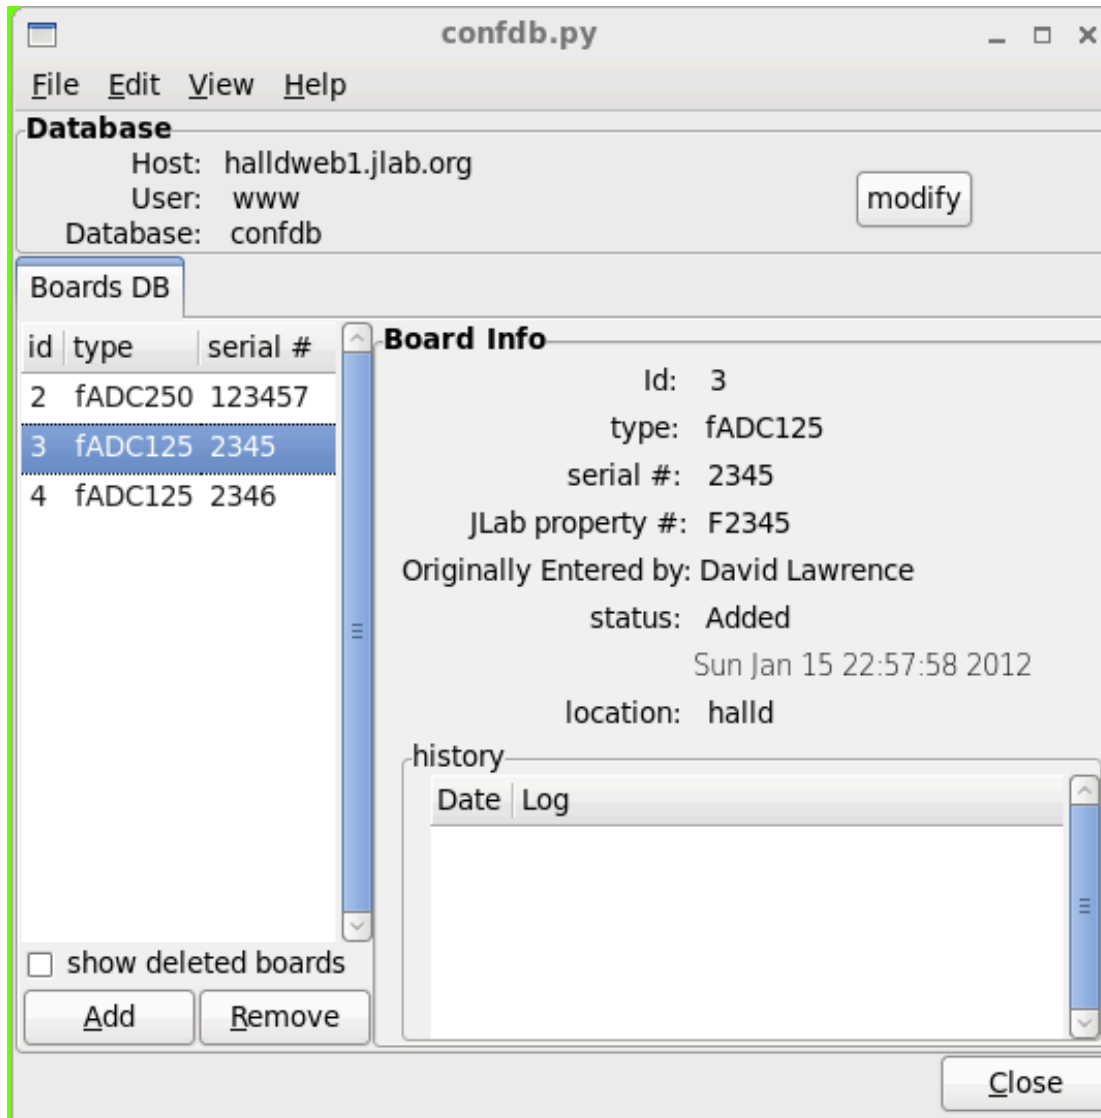 confdb.py
File Edit View Help
Database
Host: halldweb1.jlab.org
User: www
modify
Database: confdb
Boards DB
id type serial #
2 fADC250 123457
3 fADC125 2345
4 fADC125 2346
show deleted boards
Add Remove
Board Info
Id: 3
type: fADC125
serial #: 2345
JLab property #: F2345
Originally Entered by: David Lawrence
status: Added
Sun Jan 15 22:57:58 2012
location: halld
history
Date Log
Close